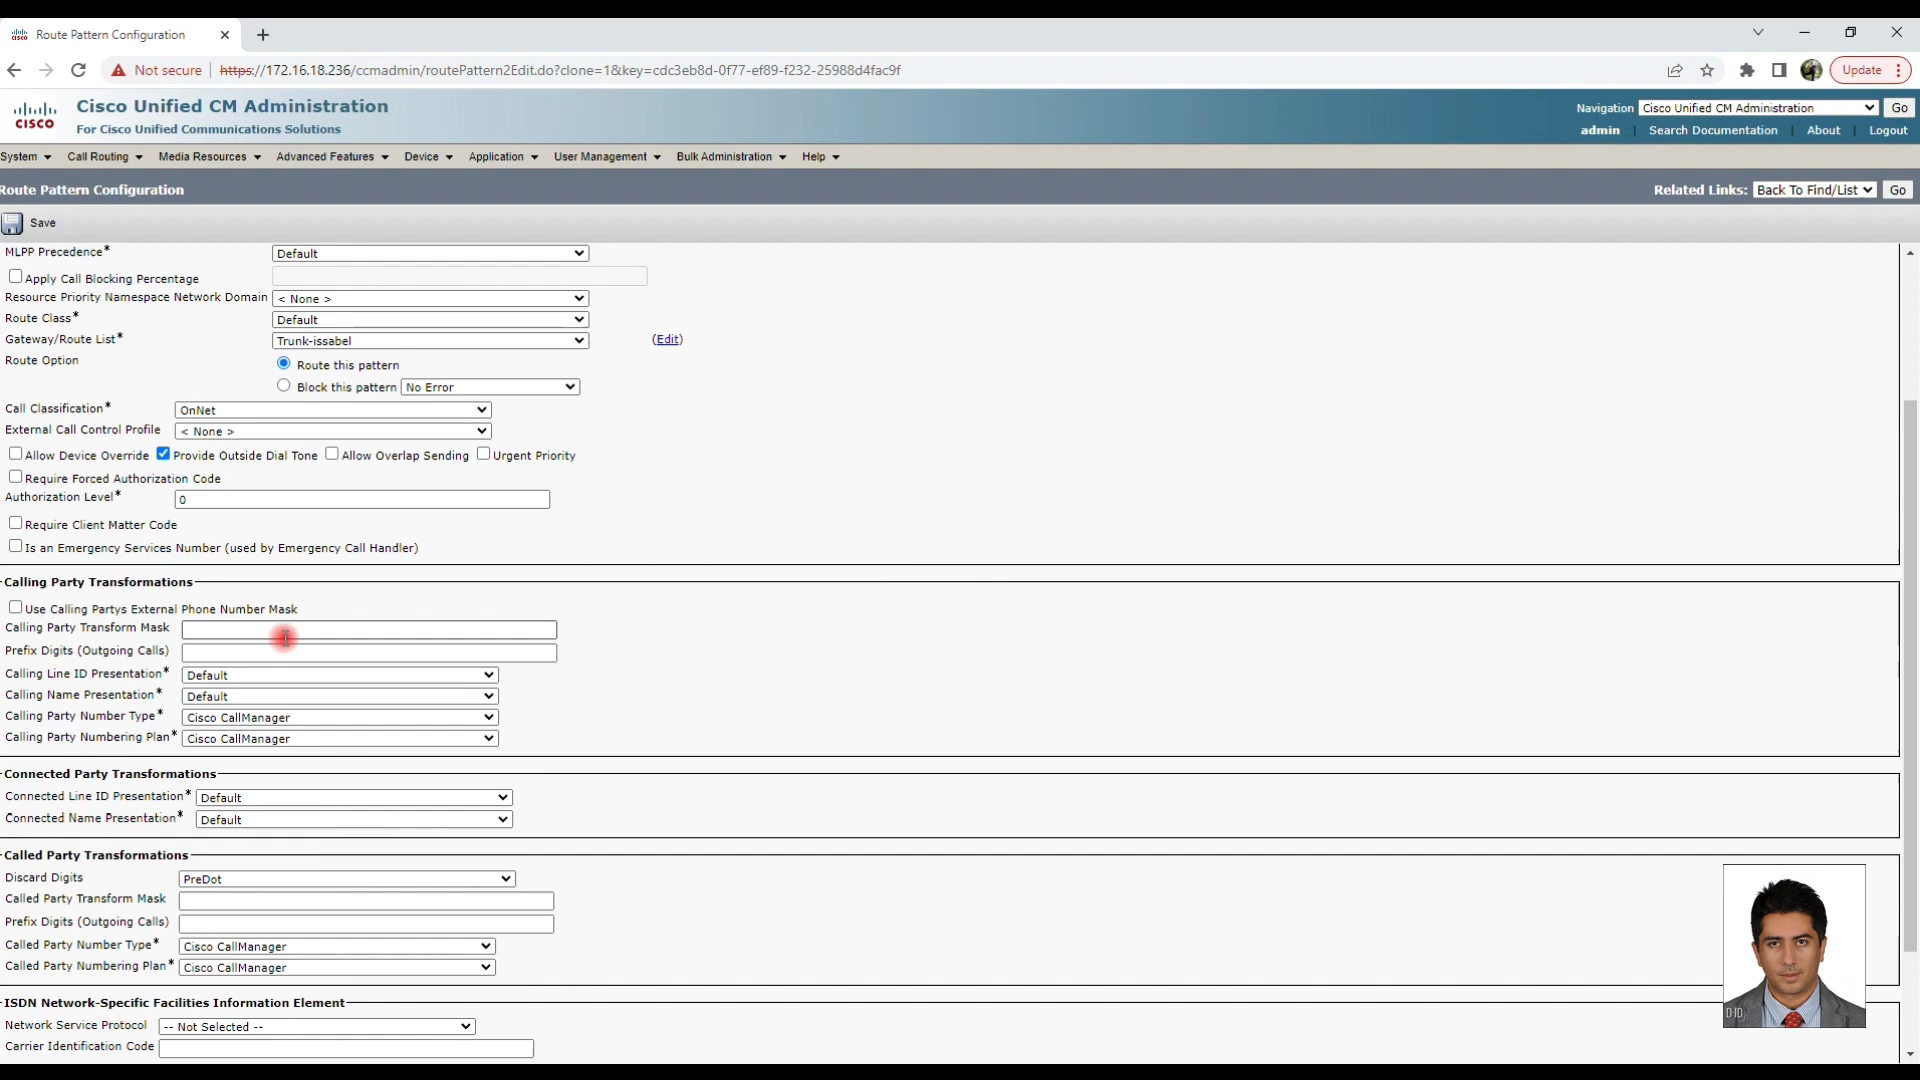 Route Pattern Configuration
Not secure https://172.16.18.236/ccmadmin/routePattern2Edit.do?clone=1&key=cdc3eb8d-0f77-ef89-f232-25988d4fac9f Update
CISCO
Cisco Unified CM Administration
For Cisco Unified Communications Solutions
Navigation Cisco Unified CM Administration Go
admin Search Documentation About Logout
System Call Routing Media Resources Advanced Features Device Application User Management Bulk Administration Help
Route Pattern Configuration
Related Links: Back To Find/List Go
Save
MLPP Precedence* Default
Apply Call Blocking Percentage
Resource Priority Namespace Network Domain < None >
Route Class* Default
Gateway/Route List* Trunk-issabel (Edit)
Route Option Route this pattern
Block this pattern No Error
Call Classification* OnNet
External Call Control Profile < None >
Allow Device Override Provide Outside Dial Tone Allow Overlap Sending Urgent Priority
Require Forced Authorization Code
Authorization Level* 0
Require Client Matter Code
Is an Emergency Services Number (used by Emergency Call Handler)
Calling Party Transformations
Use Calling Partys External Phone Number Mask
Calling Party Transform Mask
Prefix Digits (Outgoing Calls)
Calling Line ID Presentation* Default
Calling Name Presentation* Default
Calling Party Number Type* Cisco CallManager
Calling Party Numbering Plan* Cisco CallManager
Connected Party Transformations
Connected Line ID Presentation* Default
Connected Name Presentation* Default
Called Party Transformations
Discard Digits PreDot
Called Party Transform Mask
Prefix Digits (Outgoing Calls)
Called Party Number Type* Cisco CallManager
Called Party Numbering Plan* Cisco CallManager
ISDN Network-Specific Facilities Information Element
Network Service Protocol -- Not Selected --
Carrier Identification Code
D·ID